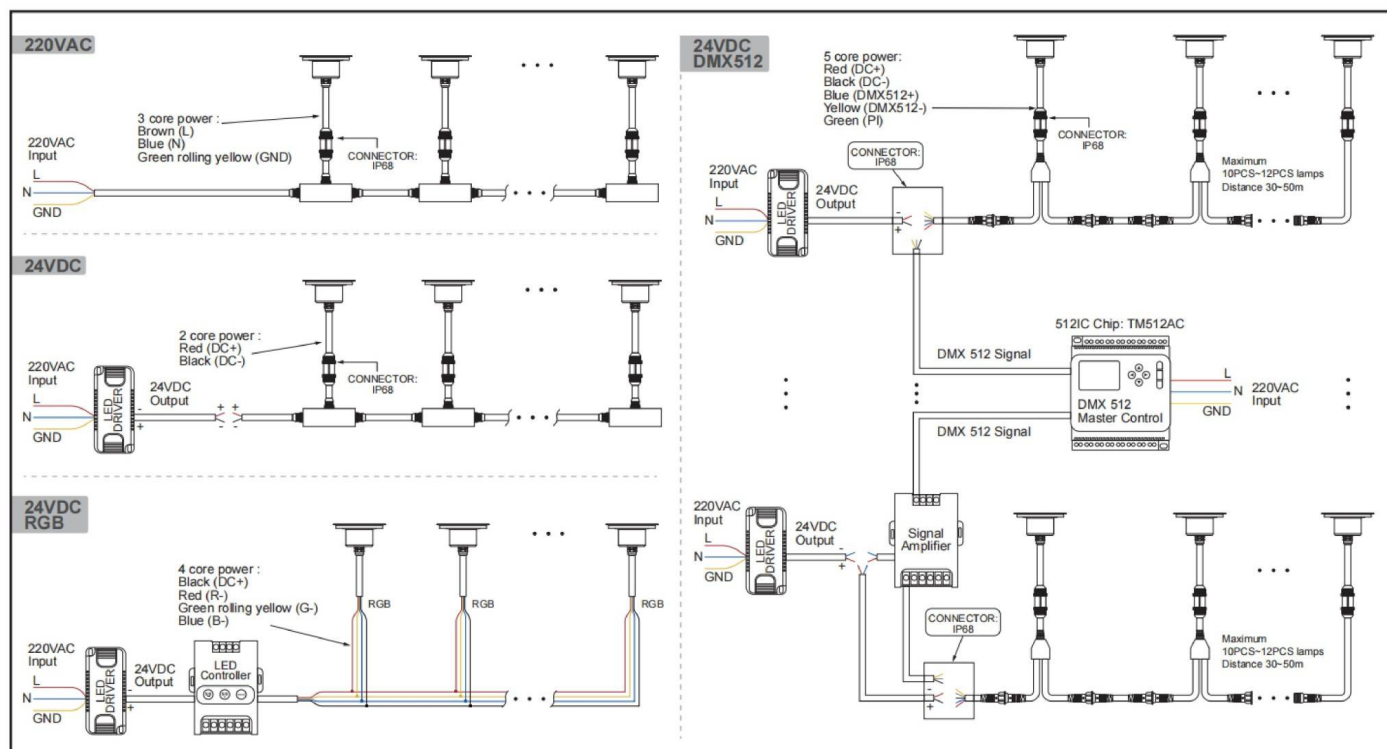 220VAC
3 core power :
Brown (L)
Blue (N)
Green rolling yellow (GND)
CONNECTOR:
IP68
220VAC
Input
L
N
GND
24VDC
2 core power :
Red (DC+)
Black (DC-)
CONNECTOR:
IP68
220VAC
Input
L
N
GND
LED
DRIVER
24VDC
Output
-
+
+ +
- -
24VDC
RGB
4 core power :
Black (DC+)
Red (R-)
Green rolling yellow (G-)
Blue (B-)
RGB
RGB
RGB
220VAC
Input
L
N
GND
LED
DRIVER
24VDC
Output
-
+
LED
Controller
24VDC
DMX512
5 core power :
Red (DC+)
Black (DC-)
Blue (DMX512+)
Yellow (DMX512-)
Green (PI)
CONNECTOR:
IP68
CONNECTOR:
IP68
Maximum
10PCS~12PCS lamps
Distance 30~50m
220VAC
Input
L
N
GND
LED
DRIVER
24VDC
Output
-
+
512IC Chip: TM512AC
DMX 512 Signal
DMX 512
Master Control
L
N
GND
220VAC
Input
DMX 512 Signal
220VAC
Input
L
N
GND
LED
DRIVER
24VDC
Output
-
+
Signal
Amplifier
CONNECTOR:
IP68
-
+
Maximum
10PCS~12PCS lamps
Distance 30~50m